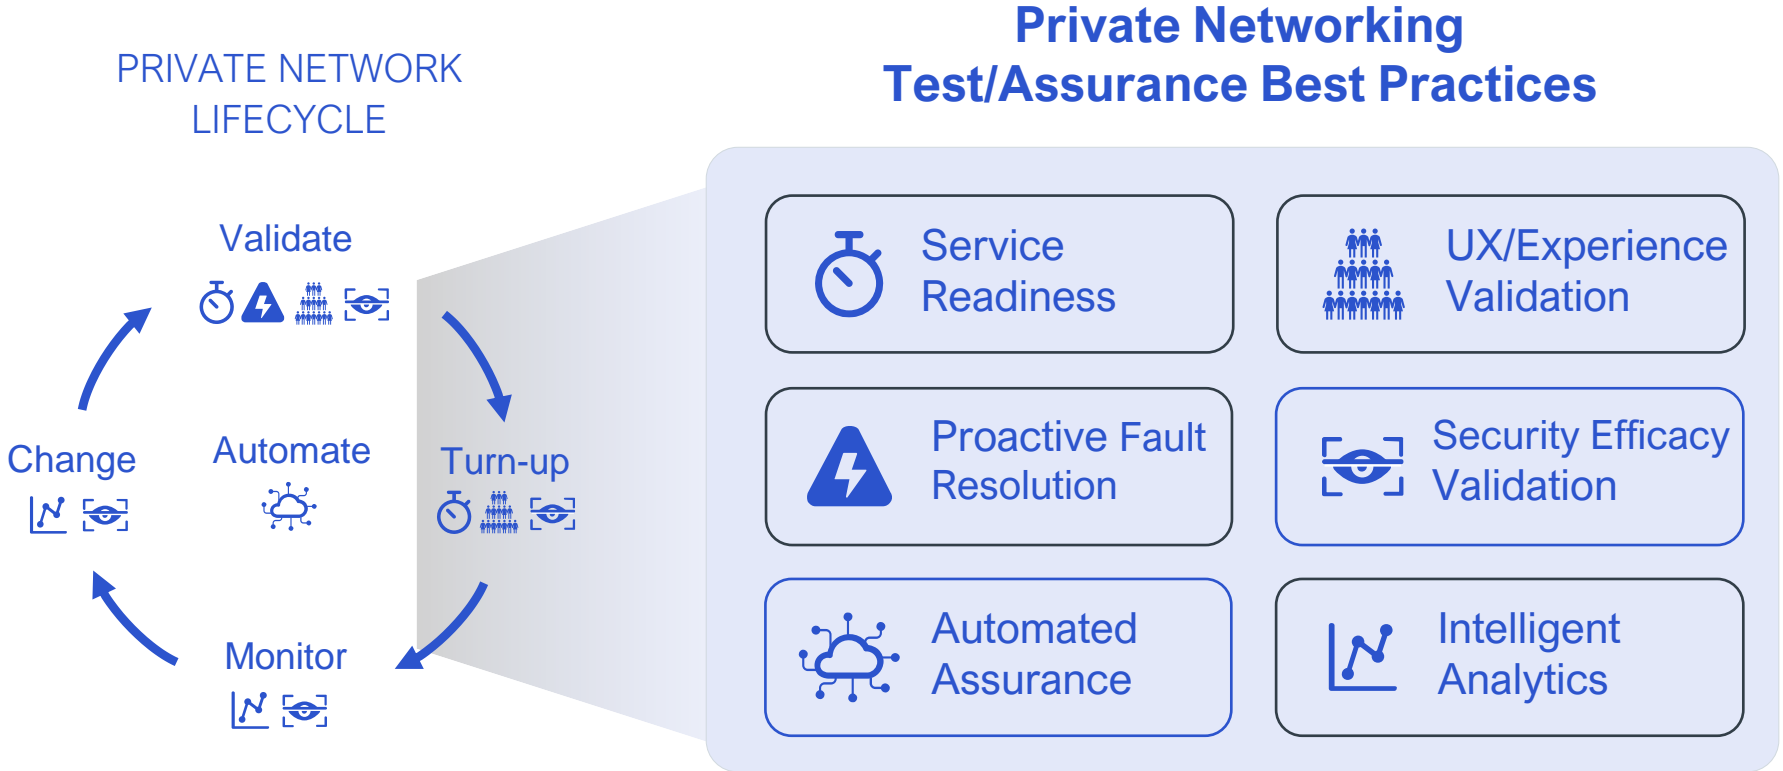 PRIVATE NETWORK
LIFECYCLE
Validate
Change
Automate
Turn-up
Monitor
Private Networking
Test/Assurance Best Practices
Service
Readiness
UX/Experience
Validation
Proactive Fault
Resolution
Security Efficacy
Validation
Automated
Assurance
Intelligent
Analytics